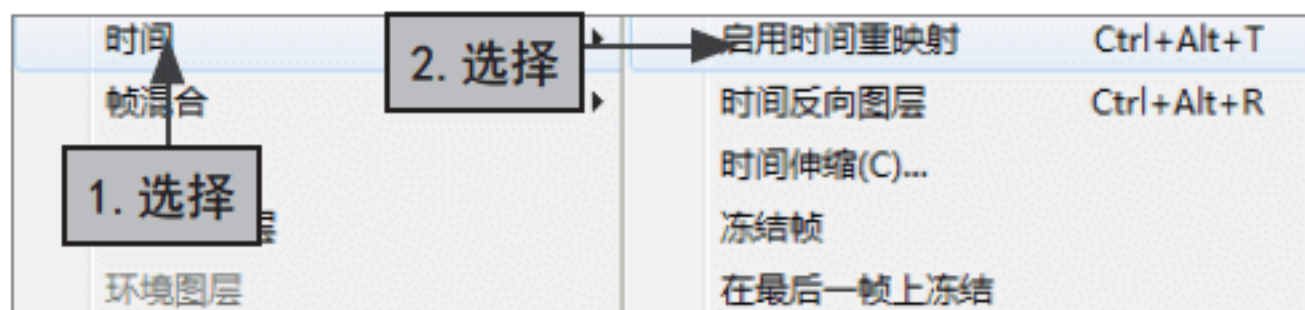 时间
2. 选择
启用时间重映射 Ctrl+Alt+T
帧混合
时间反向图层 Ctrl+Alt+R
时间伸缩(C)...
1. 选择
层
冻结帧
环境图层
在最后一帧上冻结